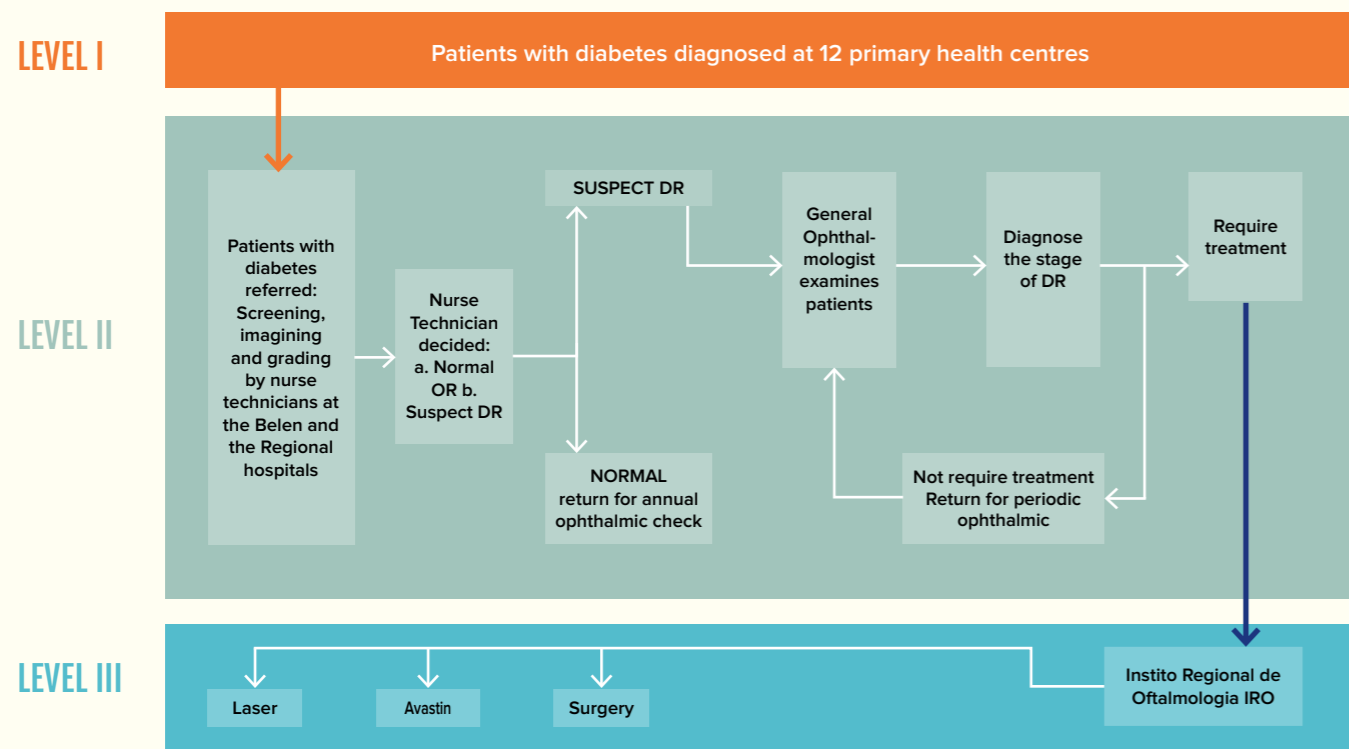 LEVEL I
Patients with diabetes diagnosed at 12 primary health centres
LEVEL II
Patients with
diabetes
referred:
Screening,
imagining
and grading
by nurse
technicians at
the Belen and
the Regional
hospitals
Nurse
Technician
decided:
a. Normal
OR b.
Suspect DR
SUSPECT DR
NORMAL
return for annual
ophthalmic check
General
Ophthal-
mologist
examines
patients
Diagnose
the stage
of DR
Require
treatment
Not require treatment
Return for periodic
ophthalmic
LEVEL III
Laser
Avastin
Surgery
Instito Regional de
Oftalmologia IRO